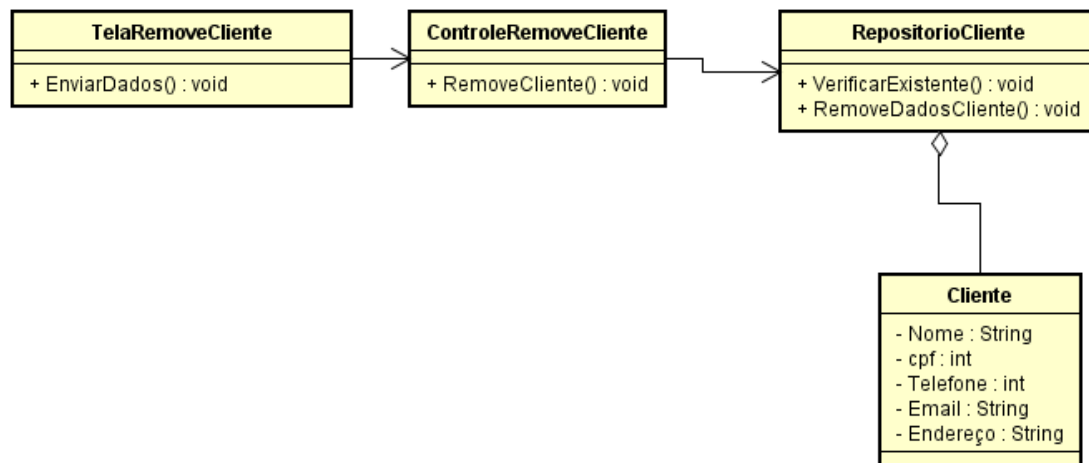 TelaRemoveCliente
+ EnviarDados() : void
ControleRemoveCliente
+ RemoveCliente() : void
RepositorioCliente
+ VerificarExistente() : void
+ RemoveDadosCliente() : void
Cliente
- Nome : String
- cpf : int
- Telefone : int
- Email : String
- Endereço : String